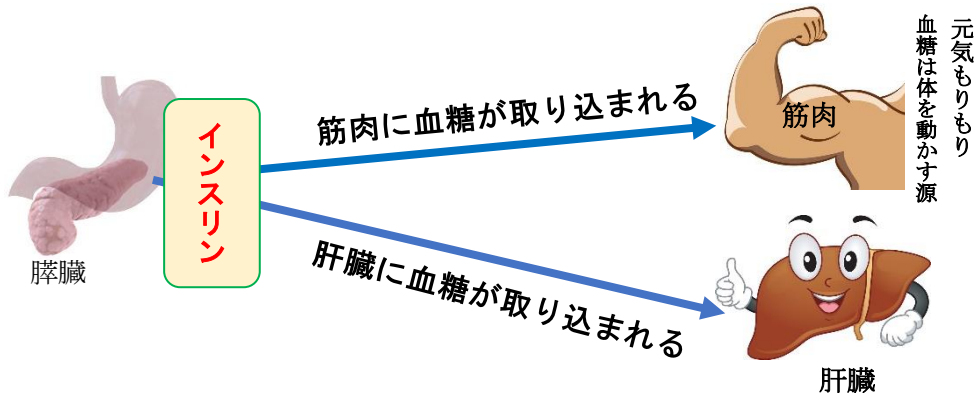 膵臓
インスリン
筋肉に血糖が取り込まれる
肝臓に血糖が取り込まれる
筋肉
元気もりもり
血糖は体を動かす源
肝臓